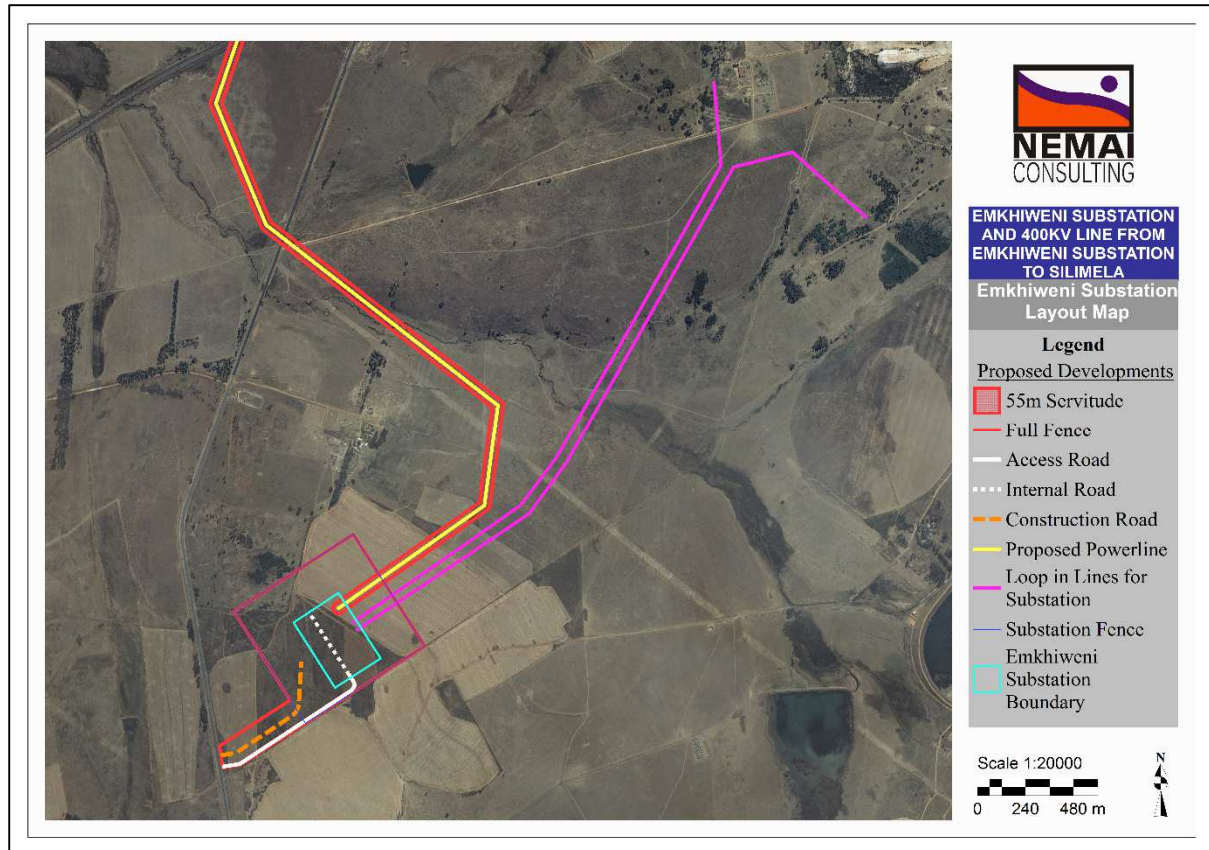 NEMAI
CONSULTING
EMKHIWENI SUBSTATION
AND 400KV LINE FROM
EMKHIWENI SUBSTATION
TO SILIMELA
Emkhiweni Substation
Layout Map
Legend
Proposed Developments
55m Servitude
Full Fence
Access Road
Internal Road
Construction Road
Proposed Powerline
Loop in Lines for
Substation
Substation Fence
Emkhiweni
Substation
Boundary
Scale 1:20000
N
0 240 480 m